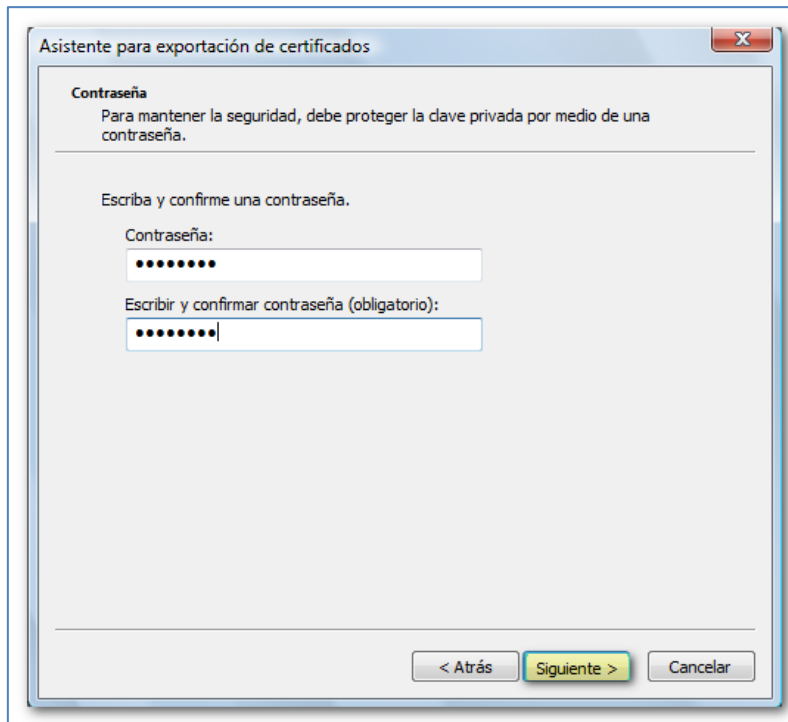 Asistente para exportación de certificados
Contraseña
Para mantener la seguridad, debe proteger la clave privada por medio de una
contraseña.
Escriba y confirme una contraseña.
Contraseña:
●●●●●●●●
Escribir y confirmar contraseña (obligatorio):
●●●●●●●●
< Atrás Siguiente > Cancelar